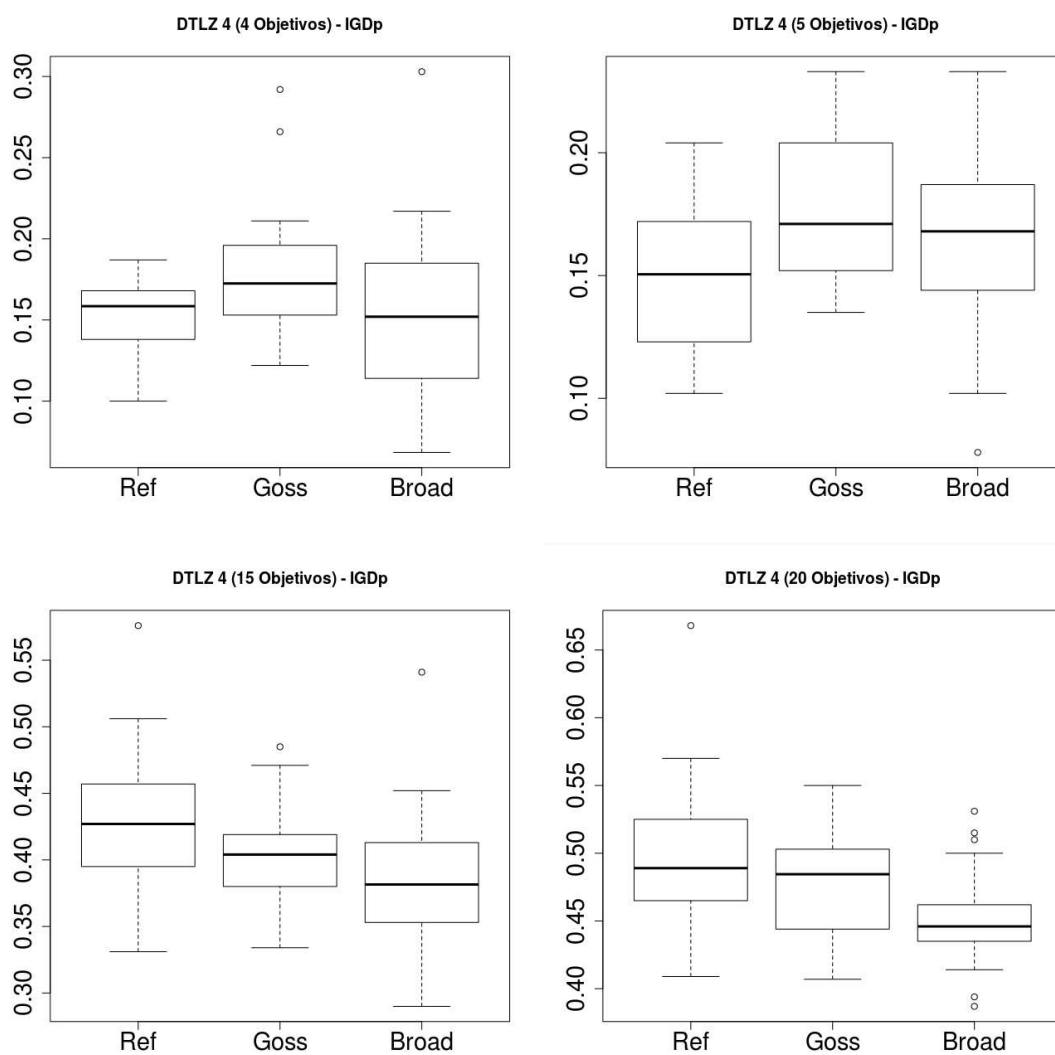 DTLZ 4 (4 Objetivos) - IGDp
0.30
0.25
0.20
0.15
0.10
Ref Goss Broad
DTLZ 4 (5 Objetivos) - IGDp
0.20
0.15
0.10
Ref Goss Broad
DTLZ 4 (15 Objetivos) - IGDp
0.55
0.50
0.45
0.40
0.35
0.30
Ref Goss Broad
DTLZ 4 (20 Objetivos) - IGDp
0.65
0.60
0.55
0.50
0.45
0.40
Ref Goss Broad